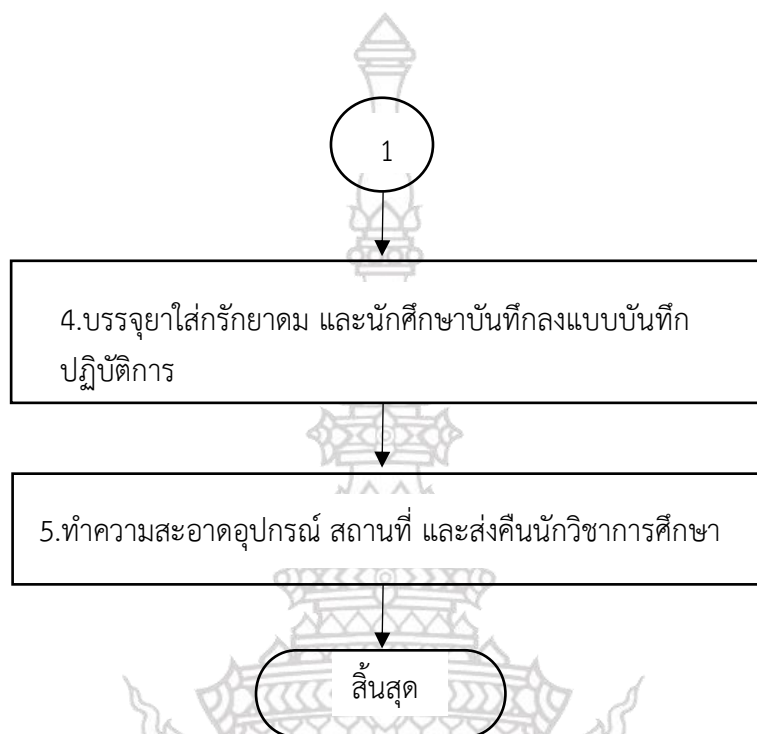 1
4.บรรจุยาใส่กรักยาดม และนักศึกษาบันทึกลงแบบบันทึก
ปฏิบัติการ
5.ทำความสะอาดอุปกรณ์ สถานที่ และส่งคืนนักวิชาการศึกษา
สิ้นสุด